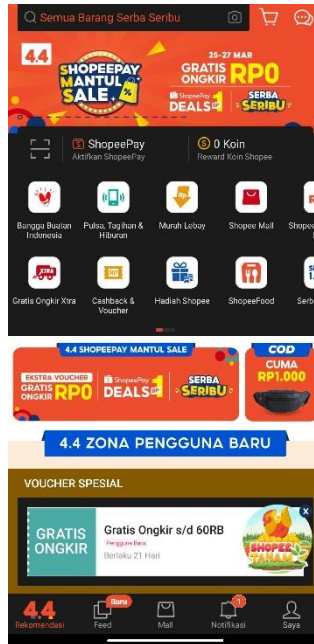 Semua Barang Serba Seribu
4.4
SHOPEEPAY
MANTUL
SALE
%
25-27 MAR
GRATIS
ONGKIR RP0
ShopeePay
DEALS 1
SERBA
SERIBU
ShopeePay
Aktifkan ShopeePay
0 Koin
Reward Koin Shopee
Bangga Buatan
Indonesia
Pulsa, Tagihan &
Hiburan
Murah Lebay
Shopee Mall
Gratis Ongkir Xtra
Cashback &
Voucher
Hadiah Shopee
ShopeeFood
4.4 SHOPEEPAY MANTUL SALE
EKSTRA VOUCHER
GRATIS
ONGKIR RP0
ShopeePay
DEALS 1
SERBA
SERIBU
COD
CUMA
RP1.000
4.4 ZONA PENGGUNA BARU
VOUCHER SPESIAL
GRATIS
ONGKIR
Gratis Ongkir s/d 60RB
Pengguna Baru
Berlaku 21 Hari
X
SHOPEE
TANAM
4.4
Rekomendasi
Baru
Feed
Mall
Notifikasi
Saya